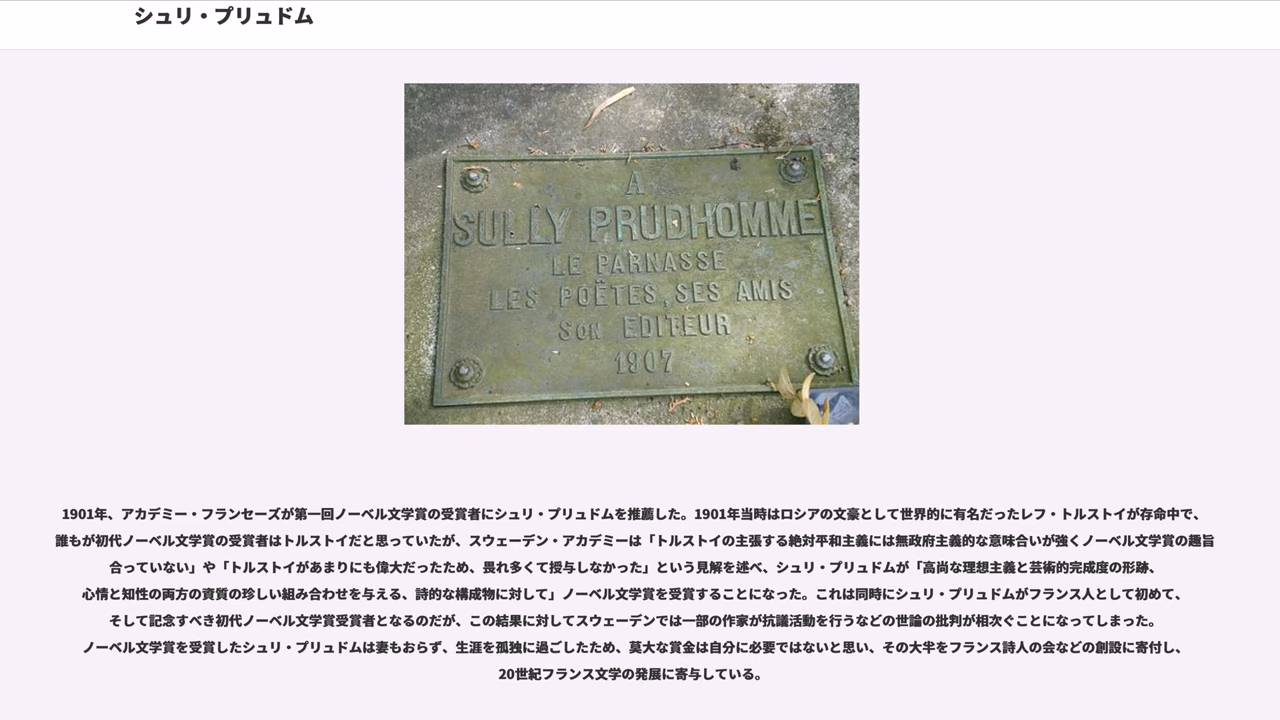 シュリ・プリュドム
A
SULLY PRUDHOMME
LE PARNASSE
LES POËTES, SES AMIS
SON EDITEUR
1907
1901年、アカデミー・フランセーズが第一回ノーベル文学賞の受賞者にシュリ・プリュドムを推薦した。1901年当時はロシアの文豪として世界的に有名だったレフ・トルストイが存命中で、
誰もが初代ノーベル文学賞の受賞者はトルストイだと思っていたが、スウェーデン・アカデミーは「トルストイの主張する絶対平和主義には無政府主義的な意味合いが強くノーベル文学賞の趣旨
合っていない」や「トルストイがあまりにも偉大だったため、畏れ多くて授与しなかった」という見解を述べ、シュリ・プリュドムが「高尚な理想主義と芸術的完成度の形跡、
心情と知性の両方の資質の珍しい組み合わせを与える、詩的な構成物に対して」ノーベル文学賞を受賞することになった。これは同時にシュリ・プリュドムがフランス人として初めて、
そして記念すべき初代ノーベル文学賞受賞者となるのだが、この結果に対してスウェーデンでは一部の作家が抗議活動を行うなどの世論の批判が相次ぐことになってしまった。
ノーベル文学賞を受賞したシュリ・プリュドムは妻もおらず、生涯を孤独に過ごしたため、莫大な賞金は自分に必要ではないと思い、その大半をフランス詩人の会などの創設に寄付し、
20世紀フランス文学の発展に寄与している。